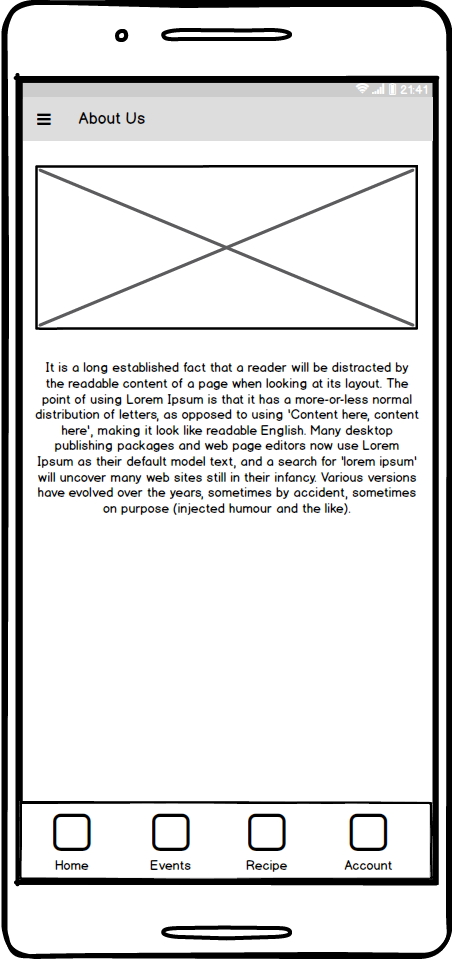 21:41
About Us
It is a long established fact that a reader will be distracted by
the readable content of a page when looking at its layout. The
point of using Lorem Ipsum is that it has a more-or-less normal
distribution of letters, as opposed to using 'Content here, content
here', making it look like readable English. Many desktop
publishing packages and web page editors now use Lorem
Ipsum as their default model text, and a search for 'lorem ipsum'
will uncover many web sites still in their infancy. Various versions
have evolved over the years, sometimes by accident, sometimes
on purpose (injected humour and the like).
Home Events Recipe Account